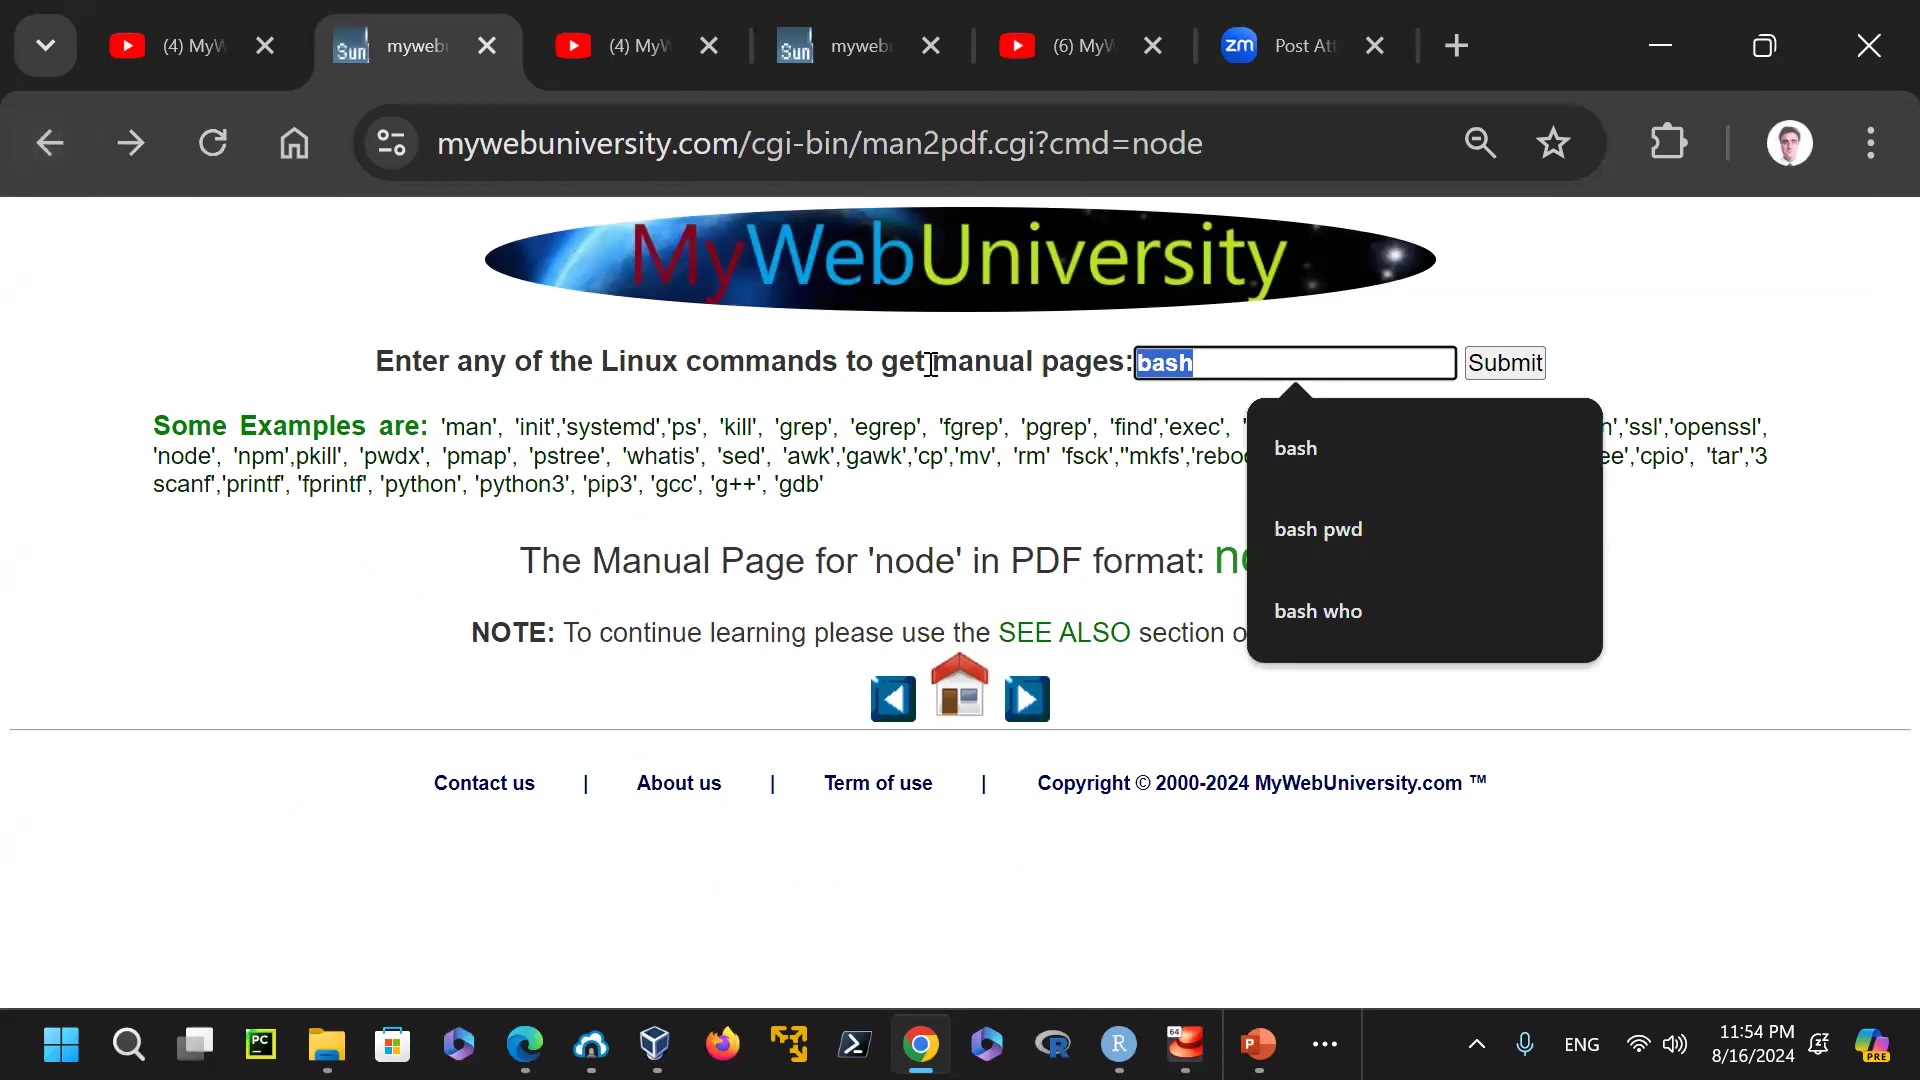 (4) MyW
mywebu
(4) MyW
mywebu
(6) MyW
zm Post Att
mywebuniversity.com/cgi-bin/man2pdf.cgi?cmd=node
MyWebUniversity
Enter any of the Linux commands to get manual pages: bash Submit
Some Examples are: 'man', 'init','systemd','ps', 'kill', 'grep', 'egrep', 'fgrep', 'pgrep', 'find','exec', ','ssl','openssl',
'node', 'npm',pkill', 'pwdx', 'pmap', 'pstree', 'whatis', 'sed', 'awk','gawk','cp','mv', 'rm' 'fsck',''mkfs','reboo ee','cpio', 'tar','3
scanf','printf', 'fprintf', 'python', 'python3', 'pip3', 'gcc', 'g++', 'gdb'
bash
bash pwd
bash who
The Manual Page for 'node' in PDF format:
NOTE: To continue learning please use the SEE ALSO section o
Contact us | About us | Term of use | Copyright © 2000-2024 MyWebUniversity.com ™
ENG
11:54 PM
8/16/2024